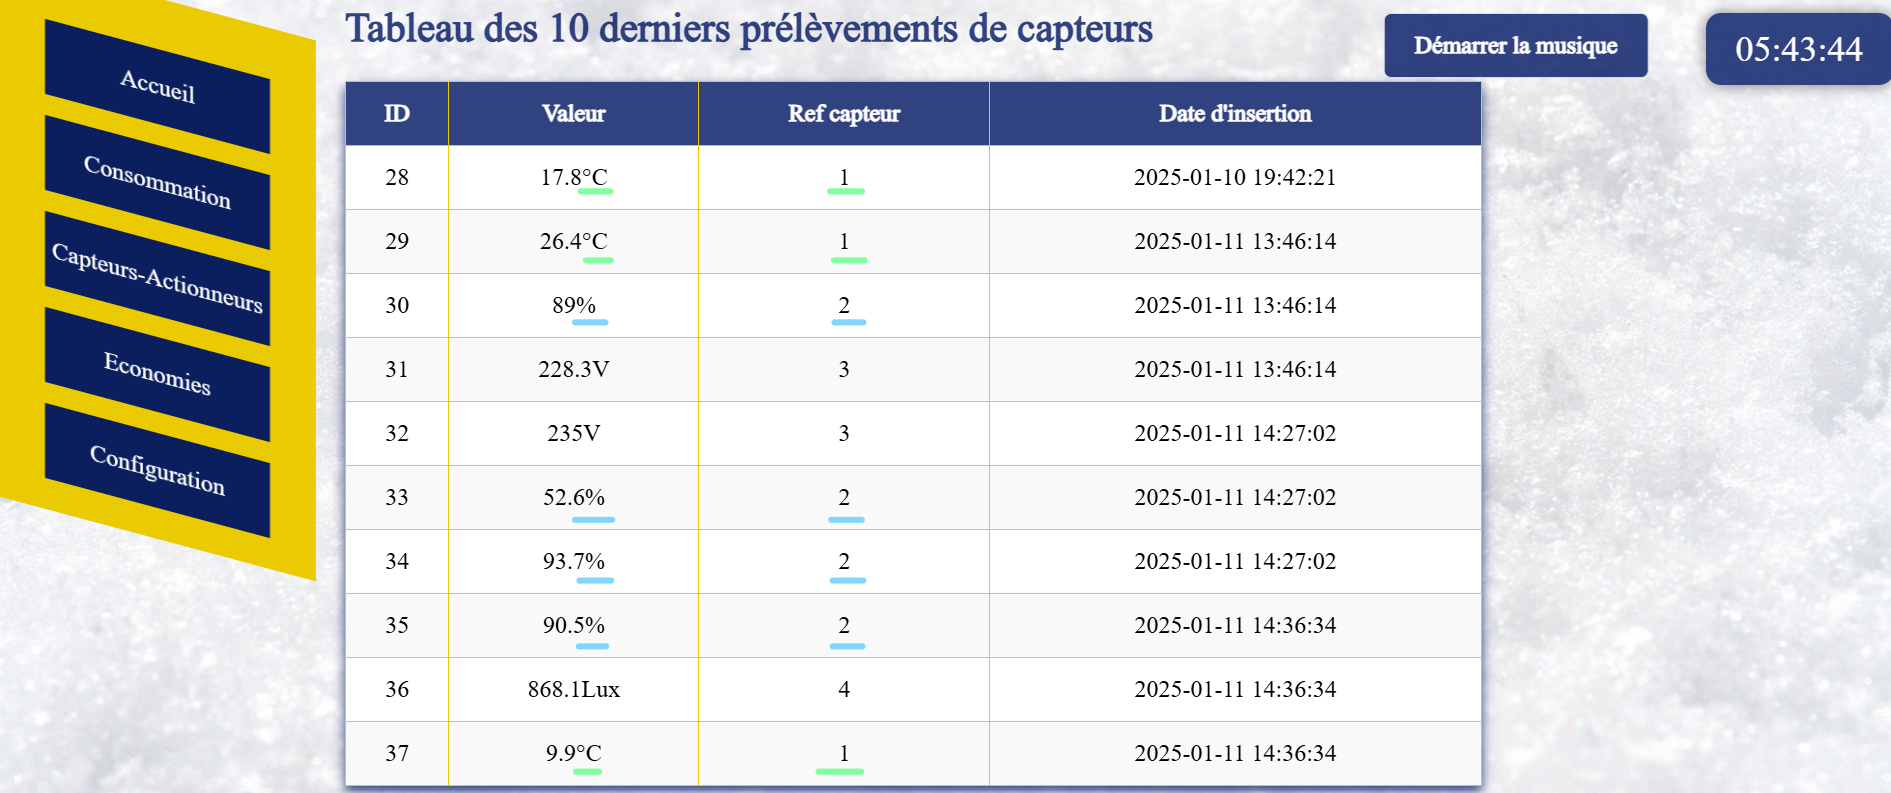 Accueil
Consommation
Capteurs-Actionneurs
Economies
Configuration
Tableau des 10 derniers prélèvements de capteurs
Démarrer la musique
05:43:44
ID Valeur Ref capteur Date d'insertion
28 17.8°C 1 2025-01-10 19:42:21
29 26.4°C 1 2025-01-11 13:46:14
30 89% 2 2025-01-11 13:46:14
31 228.3V 3 2025-01-11 13:46:14
32 235V 3 2025-01-11 14:27:02
33 52.6% 2 2025-01-11 14:27:02
34 93.7% 2 2025-01-11 14:27:02
35 90.5% 2 2025-01-11 14:36:34
36 868.1Lux 4 2025-01-11 14:36:34
37 9.9°C 1 2025-01-11 14:36:34